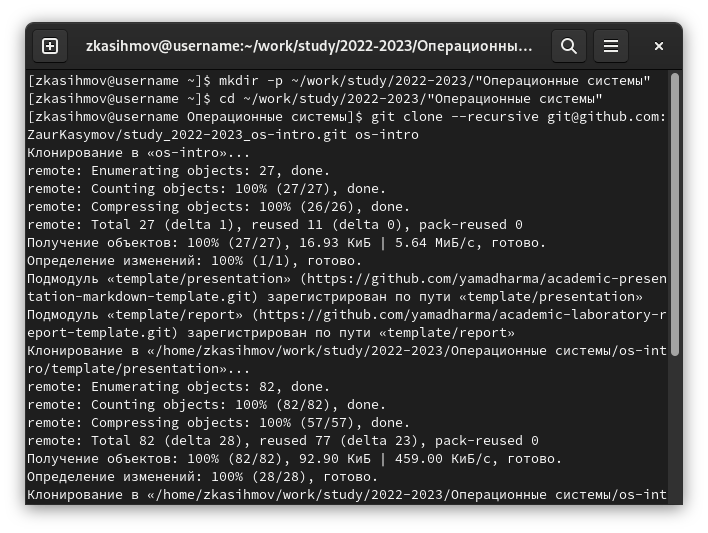 zkasihmov@username:~/work/study/2022-2023/Операционны...
[zkasihmov@username ~]$ mkdir -p ~/work/study/2022-2023/"Операционные системы"
[zkasihmov@username ~]$ cd ~/work/study/2022-2023/"Операционные системы"
[zkasihmov@username Операционные системы]$ git clone --recursive git@github.com:
ZaurKasymov/study_2022-2023_os-intro.git os-intro
Клонирование в «os-intro»...
remote: Enumerating objects: 27, done.
remote: Counting objects: 100% (27/27), done.
remote: Compressing objects: 100% (26/26), done.
remote: Total 27 (delta 1), reused 11 (delta 0), pack-reused 0
Получение объектов: 100% (27/27), 16.93 КиБ | 5.64 МиБ/с, готово.
Определение изменений: 100% (1/1), готово.
Подмодуль «template/presentation» (https://github.com/yamadharma/academic-presen
tation-markdown-template.git) зарегистрирован по пути «template/presentation»
Подмодуль «template/report» (https://github.com/yamadharma/academic-laboratory-r
eport-template.git) зарегистрирован по пути «template/report»
Клонирование в «/home/zkasihmov/work/study/2022-2023/Операционные системы/os-int
ro/template/presentation»...
remote: Enumerating objects: 82, done.
remote: Counting objects: 100% (82/82), done.
remote: Compressing objects: 100% (57/57), done.
remote: Total 82 (delta 28), reused 77 (delta 23), pack-reused 0
Получение объектов: 100% (82/82), 92.90 КиБ | 459.00 КиБ/с, готово.
Определение изменений: 100% (28/28), готово.
Клонирование в «/home/zkasihmov/work/study/2022-2023/Операционные системы/os-int